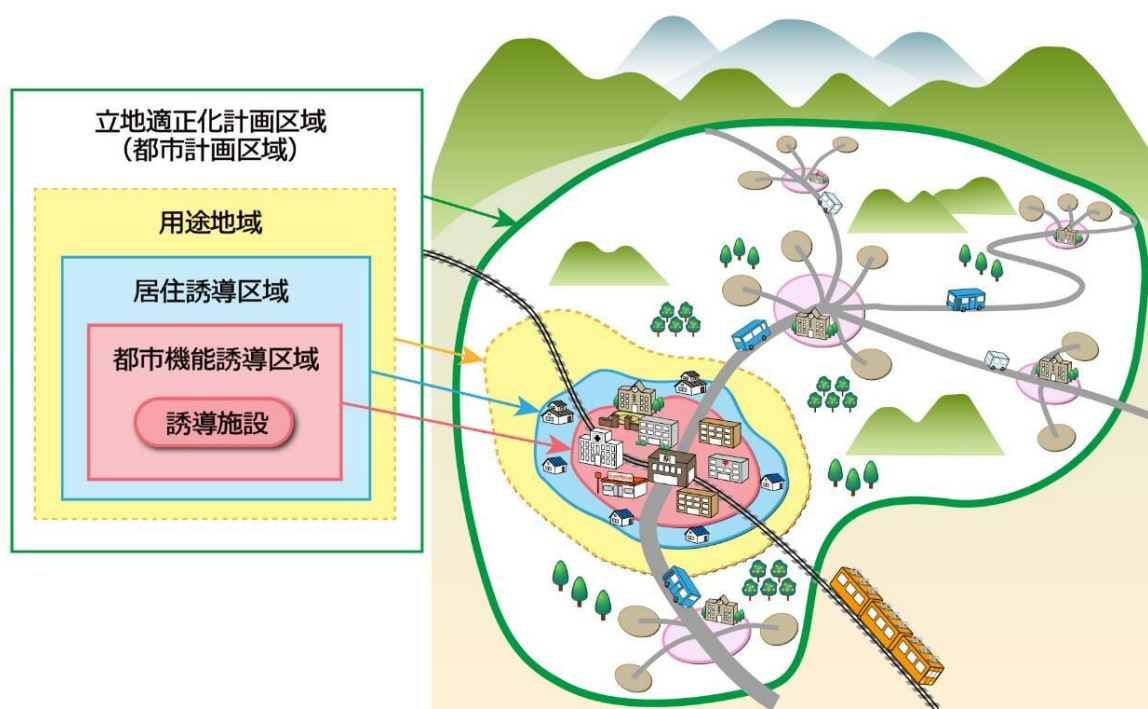 立地適正化計画区域
（都市計画区域）
用途地域
居住誘導区域
都市機能誘導区域
誘導施設
駅